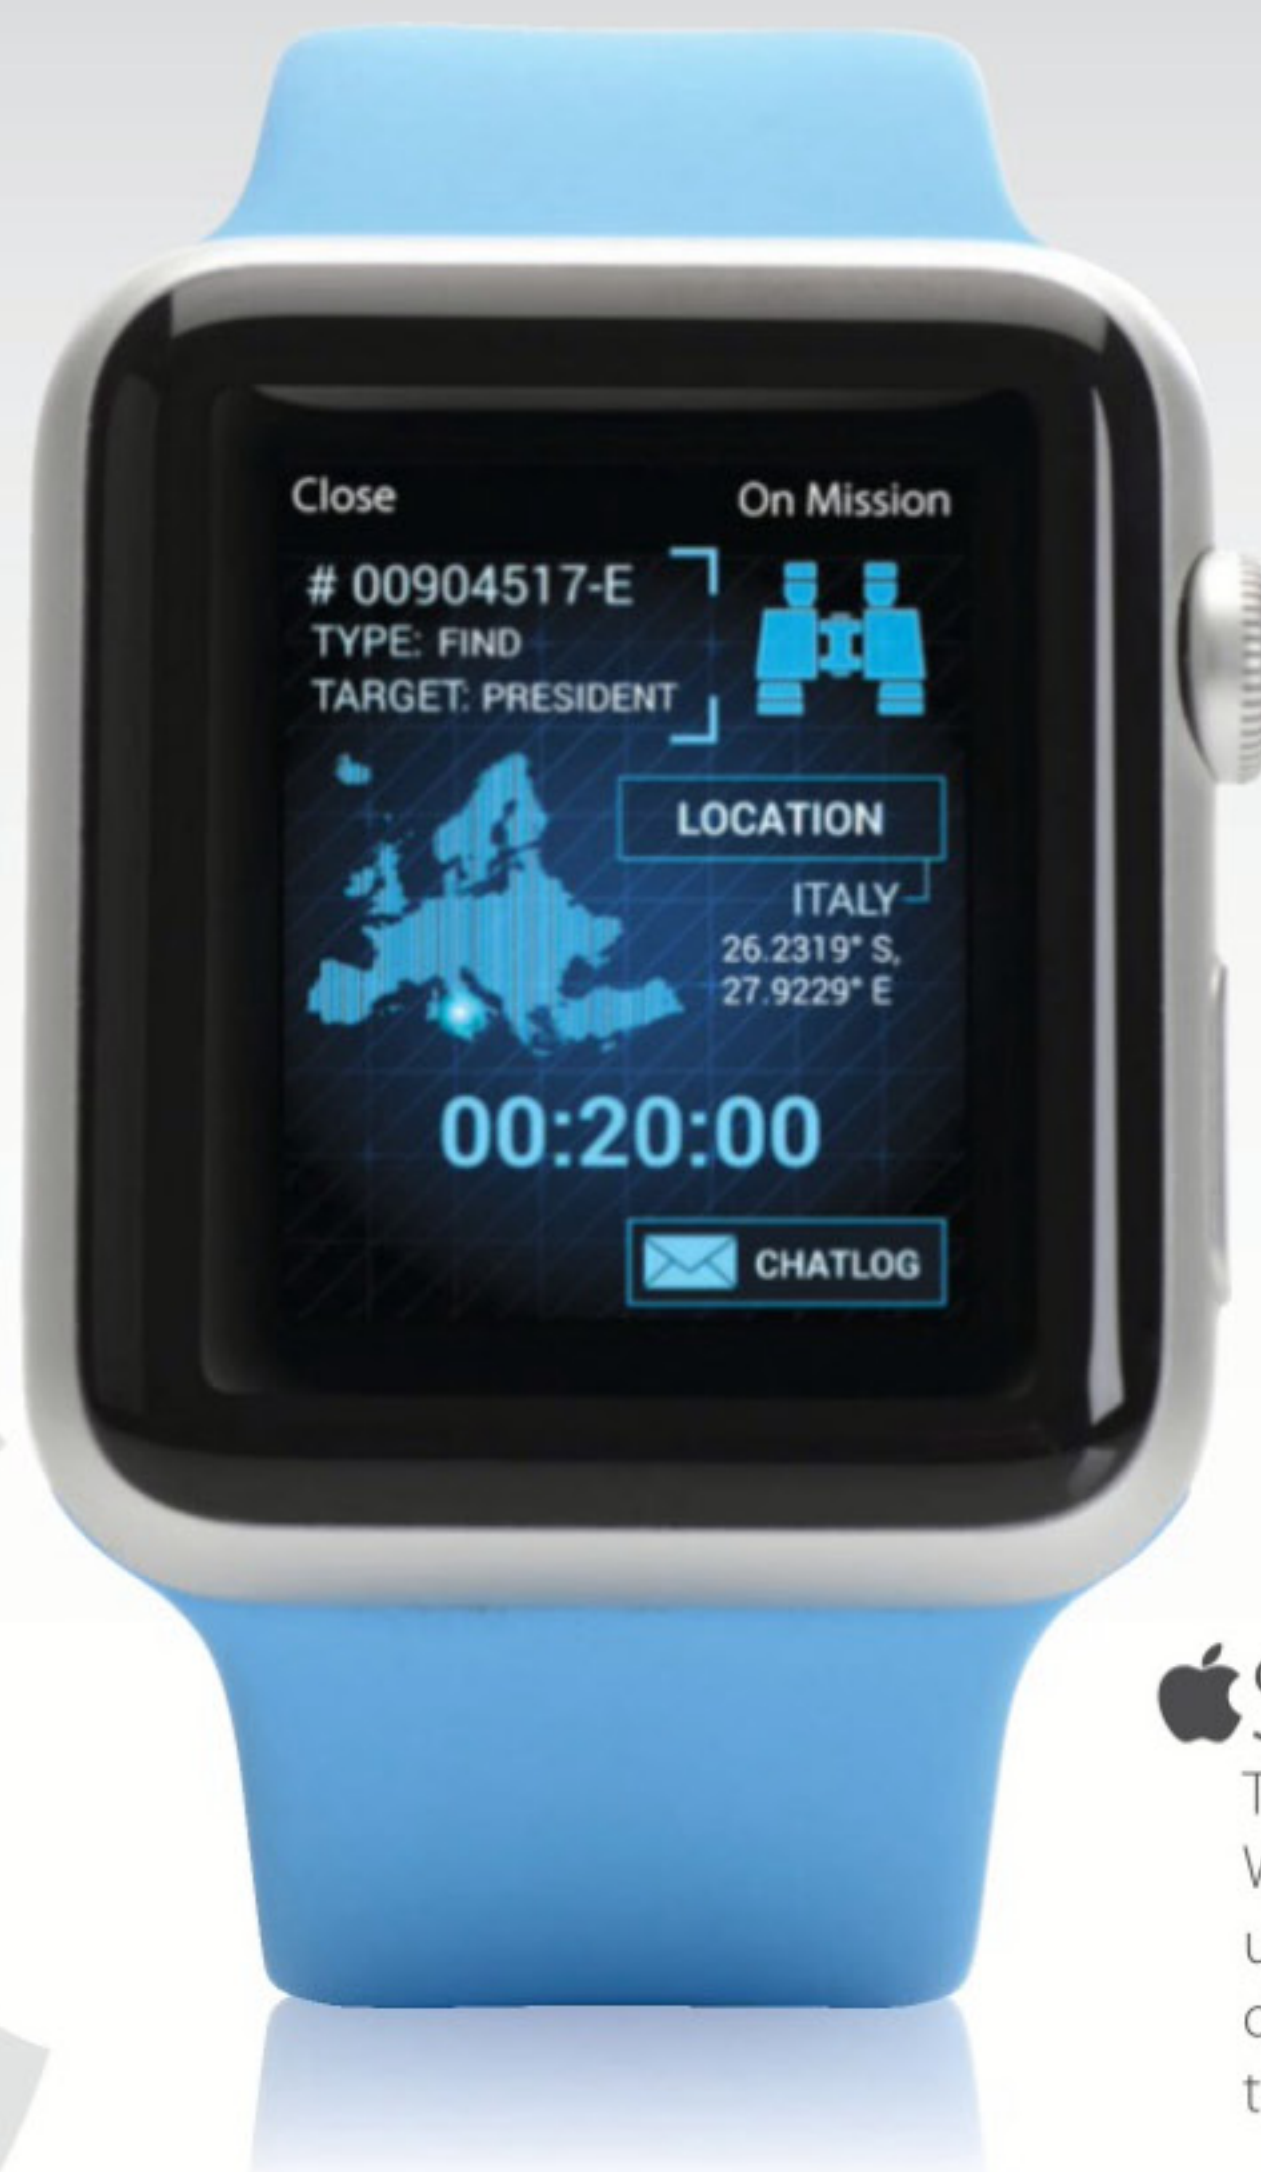 Close
On Mission
# 00904517-E
TYPE: FIND
TARGET: PRESIDENT
LOCATION
ITALY
26.2319° S,
27.9229° E
00:20:00
CHATLOG